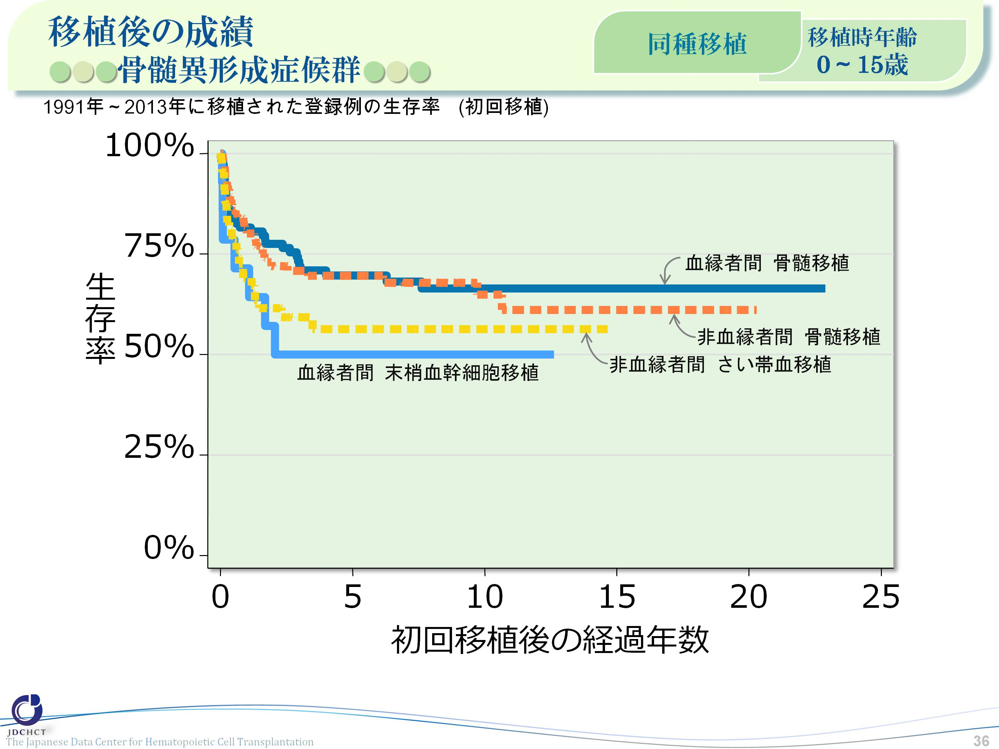 移植後の成績
骨髄異形成症候群
同種移植
移植時年齢
0~15歳
1991年~2013年に移植された登録例の生存率 (初回移植)
100%
75%
50%
25%
0%
生存率
血縁者間 骨髄移植
非血縁者間 骨髄移植
非血縁者間 さい帯血移植
血縁者間 末梢血幹細胞移植
0 5 10 15 20 25
初回移植後の経過年数
JDCHCT
The Japanese Data Center for Hematopoietic Cell Transplantation
36